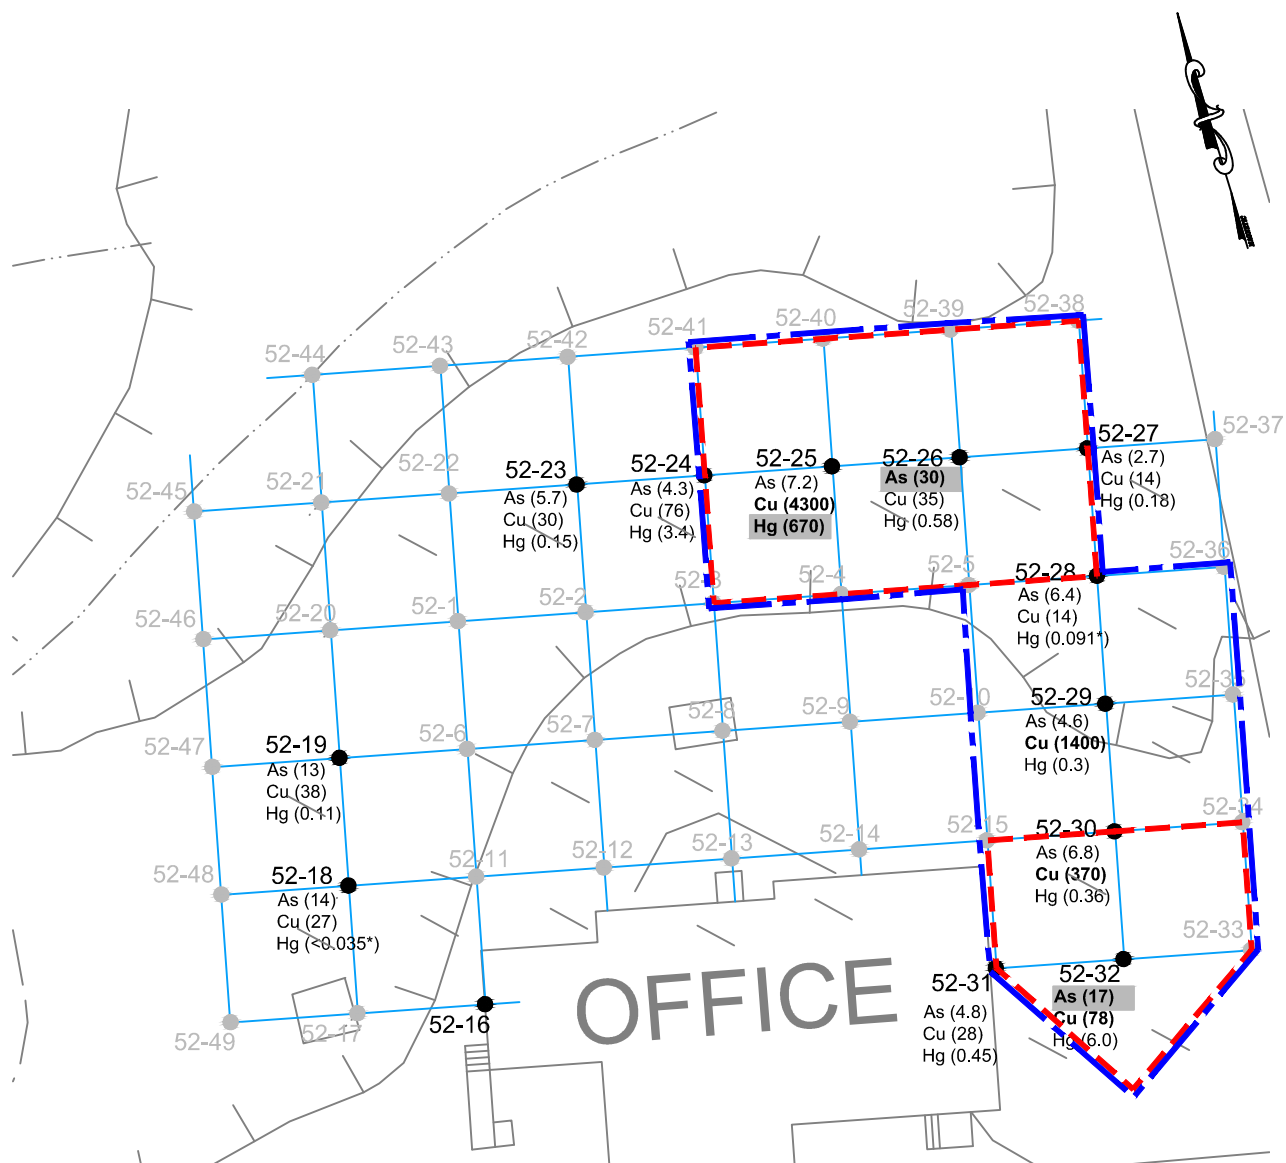 52-38
52-39
52-40
52-41
52-42
52-43
52-44
52-37
52-27
As (2.7)
Cu (14)
Hg (0.18)
52-26
As (30)
Cu (35)
Hg (0.58)
52-25
As (7.2)
Cu (4300)
Hg (670)
52-24
As (4.3)
Cu (76)
Hg (3.4)
52-23
As (5.7)
Cu (30)
Hg (0.15)
52-22
52-21
52-45
52-36
52-28
As (6.4)
Cu (14)
Hg (0.091*)
52-5
52-4
52-3
52-2
52-1
52-20
52-46
52-35
52-29
As (4.6)
Cu (1400)
Hg (0.3)
52-10
52-9
52-8
52-7
52-6
52-19
As (13)
Cu (38)
Hg (0.11)
52-47
52-34
52-30
As (6.8)
Cu (370)
Hg (0.36)
52-15
52-14
52-13
52-12
52-11
52-18
As (14)
Cu (27)
Hg (<0.035*)
52-48
52-33
52-32
As (17)
Cu (78)
Hg (6.0)
52-31
As (4.8)
Cu (28)
Hg (0.45)
OFFICE
52-16
52-17
52-49